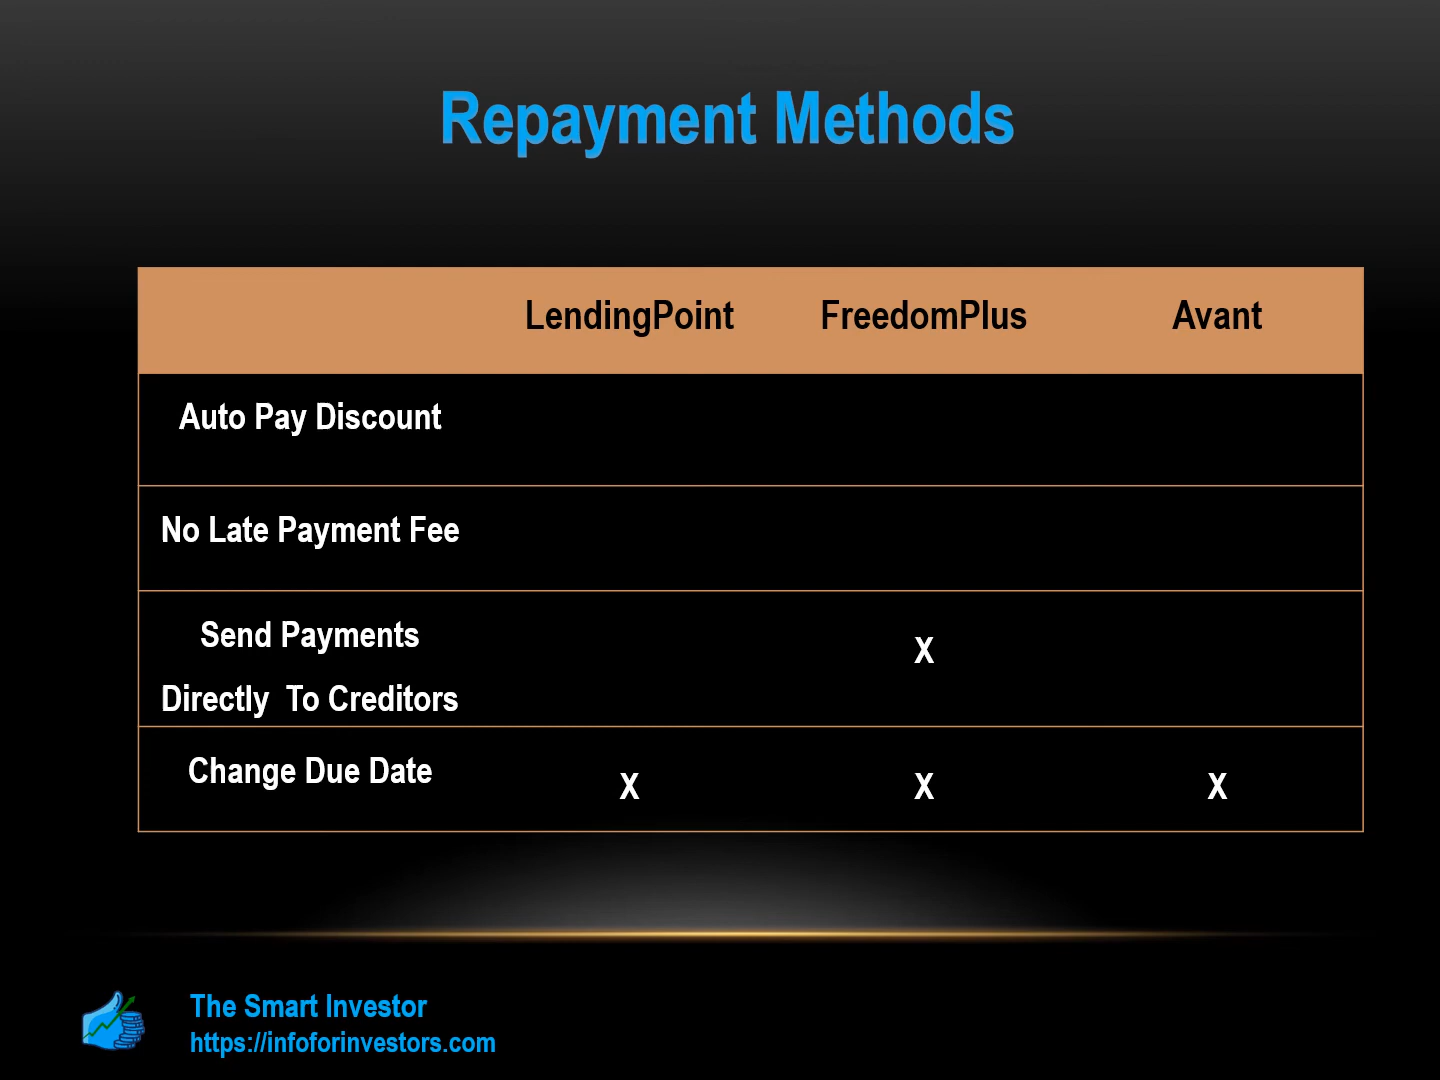 Repayment Methods
LendingPoint FreedomPlus Avant
Auto Pay Discount
No Late Payment Fee
Send Payments
X
Directly To Creditors
Change Due Date
X X X
The Smart Investor
https://infoforinvestors.com